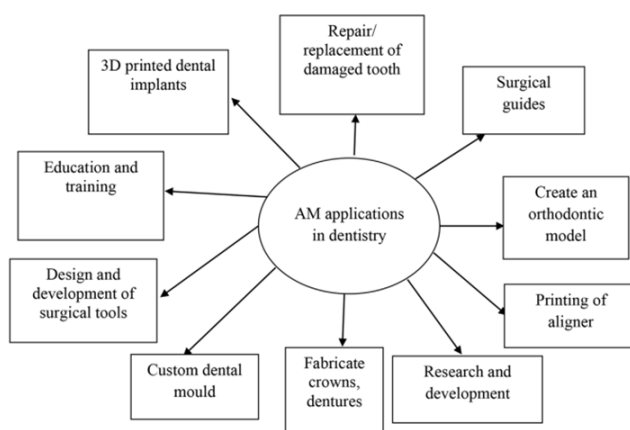 Repair/
replacement of
damaged tooth
3D printed dental
implants
Surgical
guides
Education and
training
Create an
orthodontic
model
AM applications
in dentistry
Design and
development of
surgical tools
Printing of
aligner
Custom dental
mould
Fabricate
crowns,
dentures
Research and
development